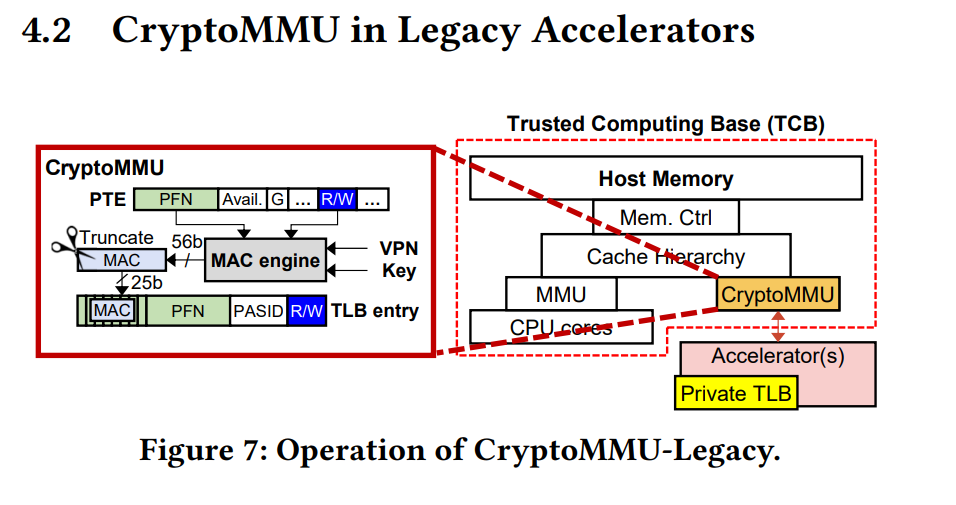 4.2 CryptoMMU in Legacy Accelerators
Trusted Computing Base (TCB)
CryptoMMU
PTE PFN Avail. G ... R/W ...
Truncate
MAC
56b
MAC engine
VPN
Key
25b
MAC PFN PASID R/W TLB entry
Host Memory
Mem. Ctrl
Cache Hierarchy
MMU
CryptoMMU
CPU cores
Accelerator(s)
Private TLB
Figure 7: Operation of CryptoMMU-Legacy.